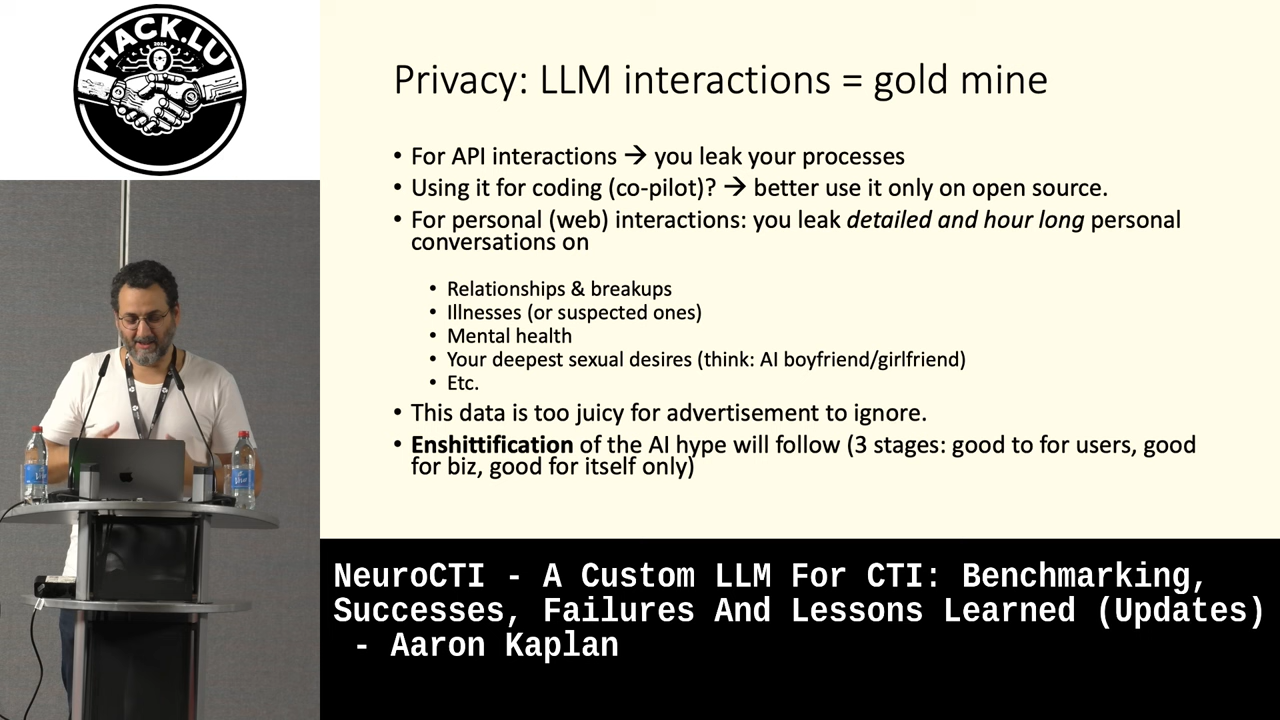 HACK.LU
2024
Privacy: LLM interactions = gold mine
• For API interactions → you leak your processes
• Using it for coding (co-pilot)? → better use it only on open source.
• For personal (web) interactions: you leak detailed and hour long personal
conversations on
• Relationships & breakups
• Illnesses (or suspected ones)
• Mental health
• Your deepest sexual desires (think: AI boyfriend/girlfriend)
• Etc.
• This data is too juicy for advertisement to ignore.
• Enshittification of the AI hype will follow (3 stages: good to for users, good
for biz, good for itself only)
NeuroCTI - A Custom LLM For CTI: Benchmarking,
Successes, Failures And Lessons Learned (Updates)
- Aaron Kaplan